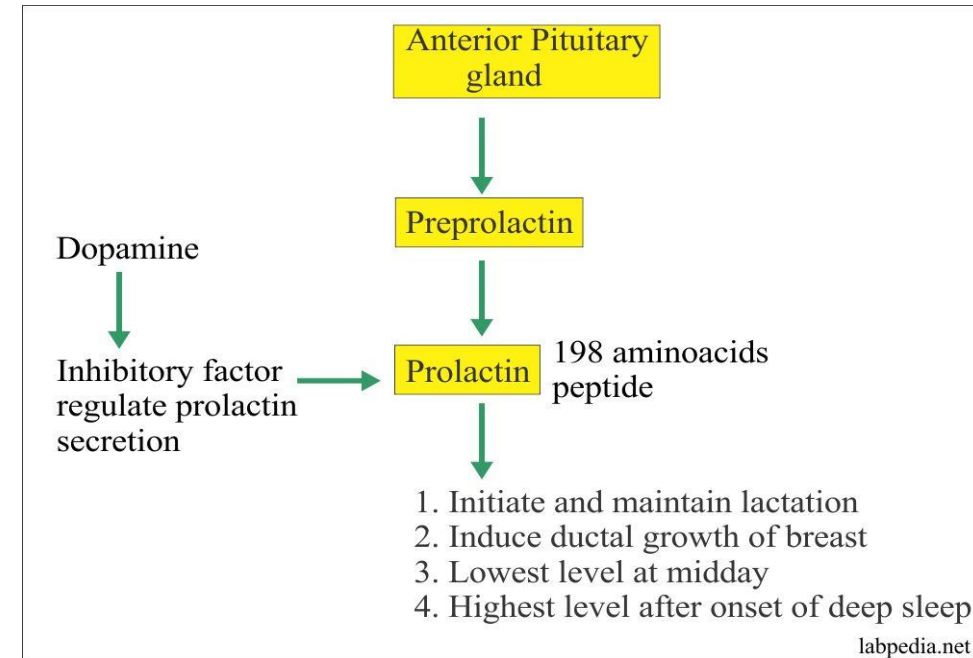 Anterior Pituitary
gland
Preprolactin
Dopamine
Prolactin
198 aminoacids
peptide
Inhibitory factor
regulate prolactin
secretion
1. Initiate and maintain lactation
2. Induce ductal growth of breast
3. Lowest level at midday
4. Highest level after onset of deep sleep
labpedia.net